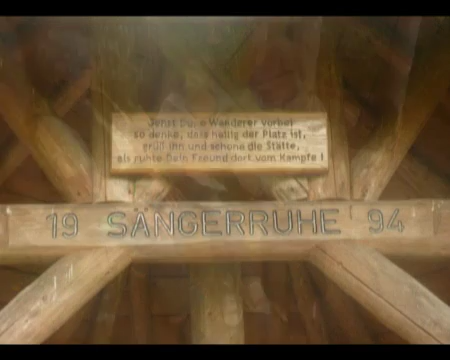 Wanderer vorbei
so denke, dass heilig der Platz ist,
grüß ihn und schone die Stätte,
als ruhte Dein Freund dort vom Kampfe !
19 SÄNGERRUHE 94